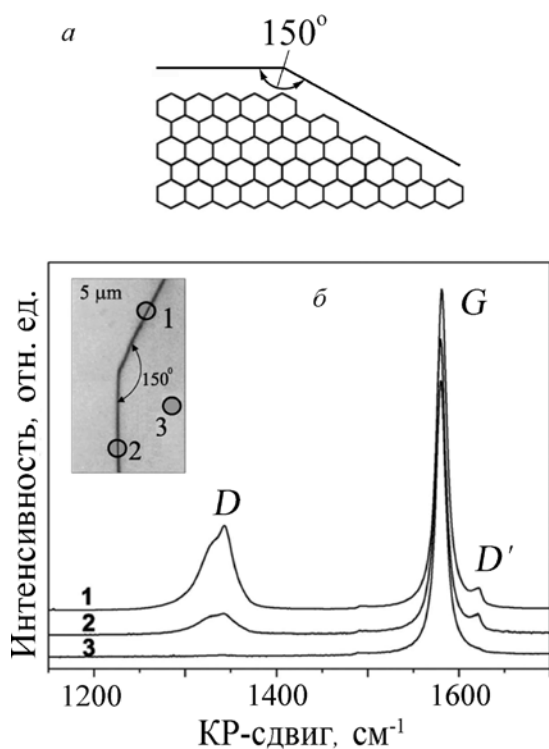 а
150°
б
5 μm
1
150°
3
2
G
D
D'
1
2
3
Интенсивность, отн. ед.
1200
1400
1600
КР-сдвиг, см⁻¹